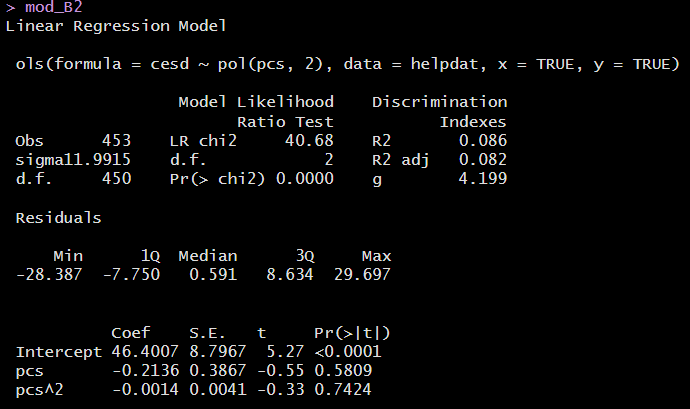 > mod_B2
Linear Regression Model
ols(formula = cesd ~ pol(pcs, 2), data = helpdat, x = TRUE, y = TRUE)
Model Likelihood Discrimination
Ratio Test Indexes
Obs 453 LR chi2 40.68 R2 0.086
sigma11.9915 d.f. 2 R2 adj 0.082
d.f. 450 Pr(> chi2) 0.0000 g 4.199
Residuals
Min 1Q Median 3Q Max
-28.387 -7.750 0.591 8.634 29.697
Coef S.E. t Pr(>|t|)
Intercept 46.4007 8.7967 5.27 <0.0001
pcs -0.2136 0.3867 -0.55 0.5809
pcs^2 -0.0014 0.0041 -0.33 0.7424